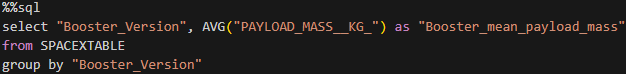 %%sql
select "Booster_Version", AVG("PAYLOAD_MASS__KG_") as "Booster_mean_payload_mass"
from SPACEXTABLE
group by "Booster_Version"